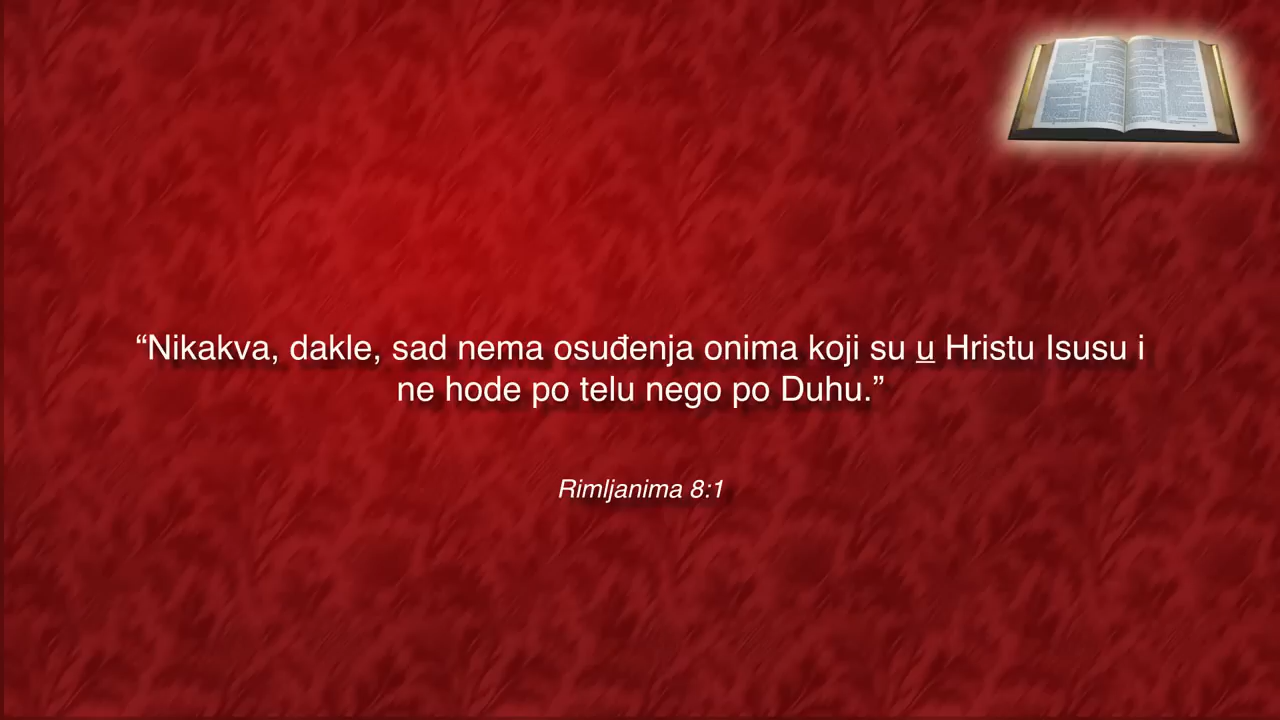 “Nikakva, dakle, sad nema osuđenja onima koji su u Hristu Isusu i
ne hode po telu nego po Duhu.”
Rimljanima 8:1